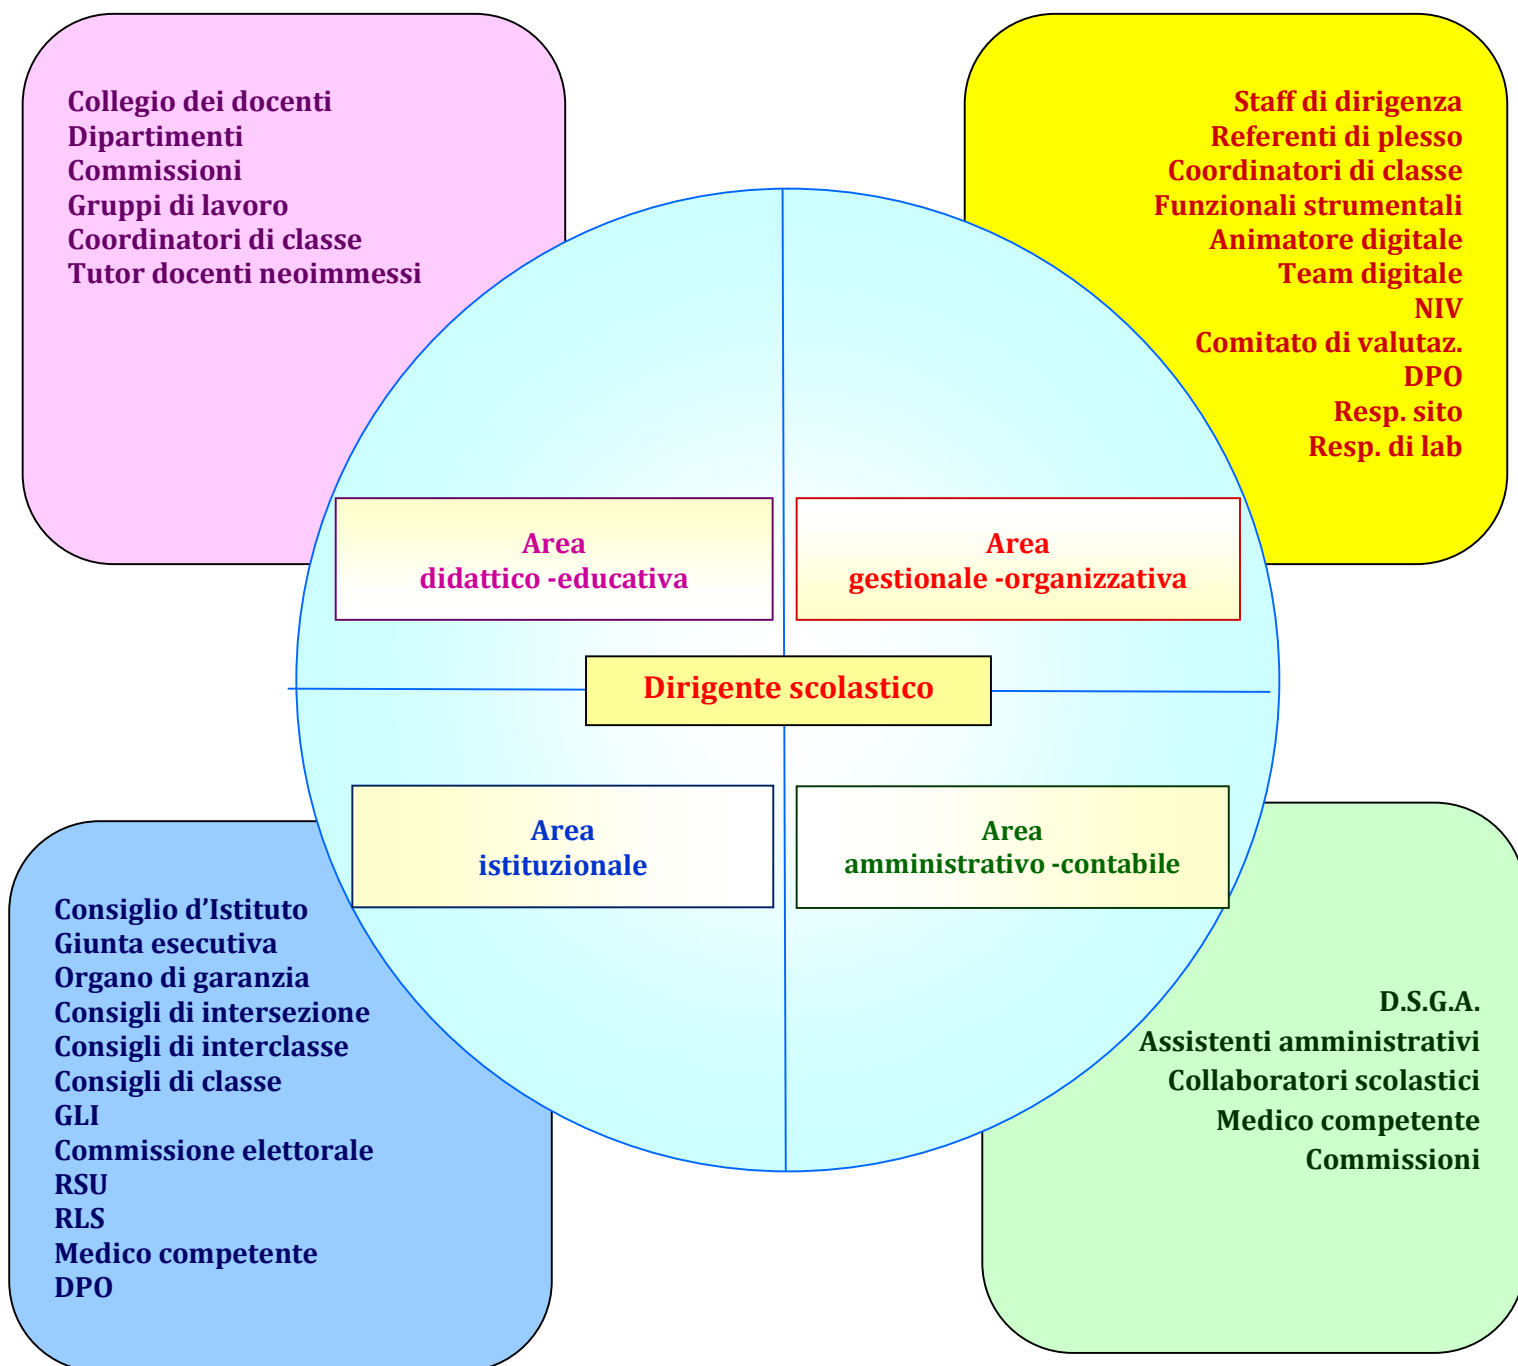 Collegio dei docenti
Dipartimenti
Commissioni
Gruppi di lavoro
Coordinatori di classe
Tutor docenti neoimmessi
Staff di dirigenza
Referenti di plesso
Coordinatori di classe
Funzionali strumentali
Animatore digitale
Team digitale
NIV
Comitato di valutaz.
DPO
Resp. sito
Resp. di lab
Area
didattico -educativa
Area
gestionale -organizzativa
Dirigente scolastico
Area
istituzionale
Area
amministrativo -contabile
Consiglio d’Istituto
Giunta esecutiva
Organo di garanzia
Consigli di intersezione
Consigli di interclasse
Consigli di classe
GLI
Commissione elettorale
RSU
RLS
Medico competente
DPO
D.S.G.A.
Assistenti amministrativi
Collaboratori scolastici
Medico competente
Commissioni